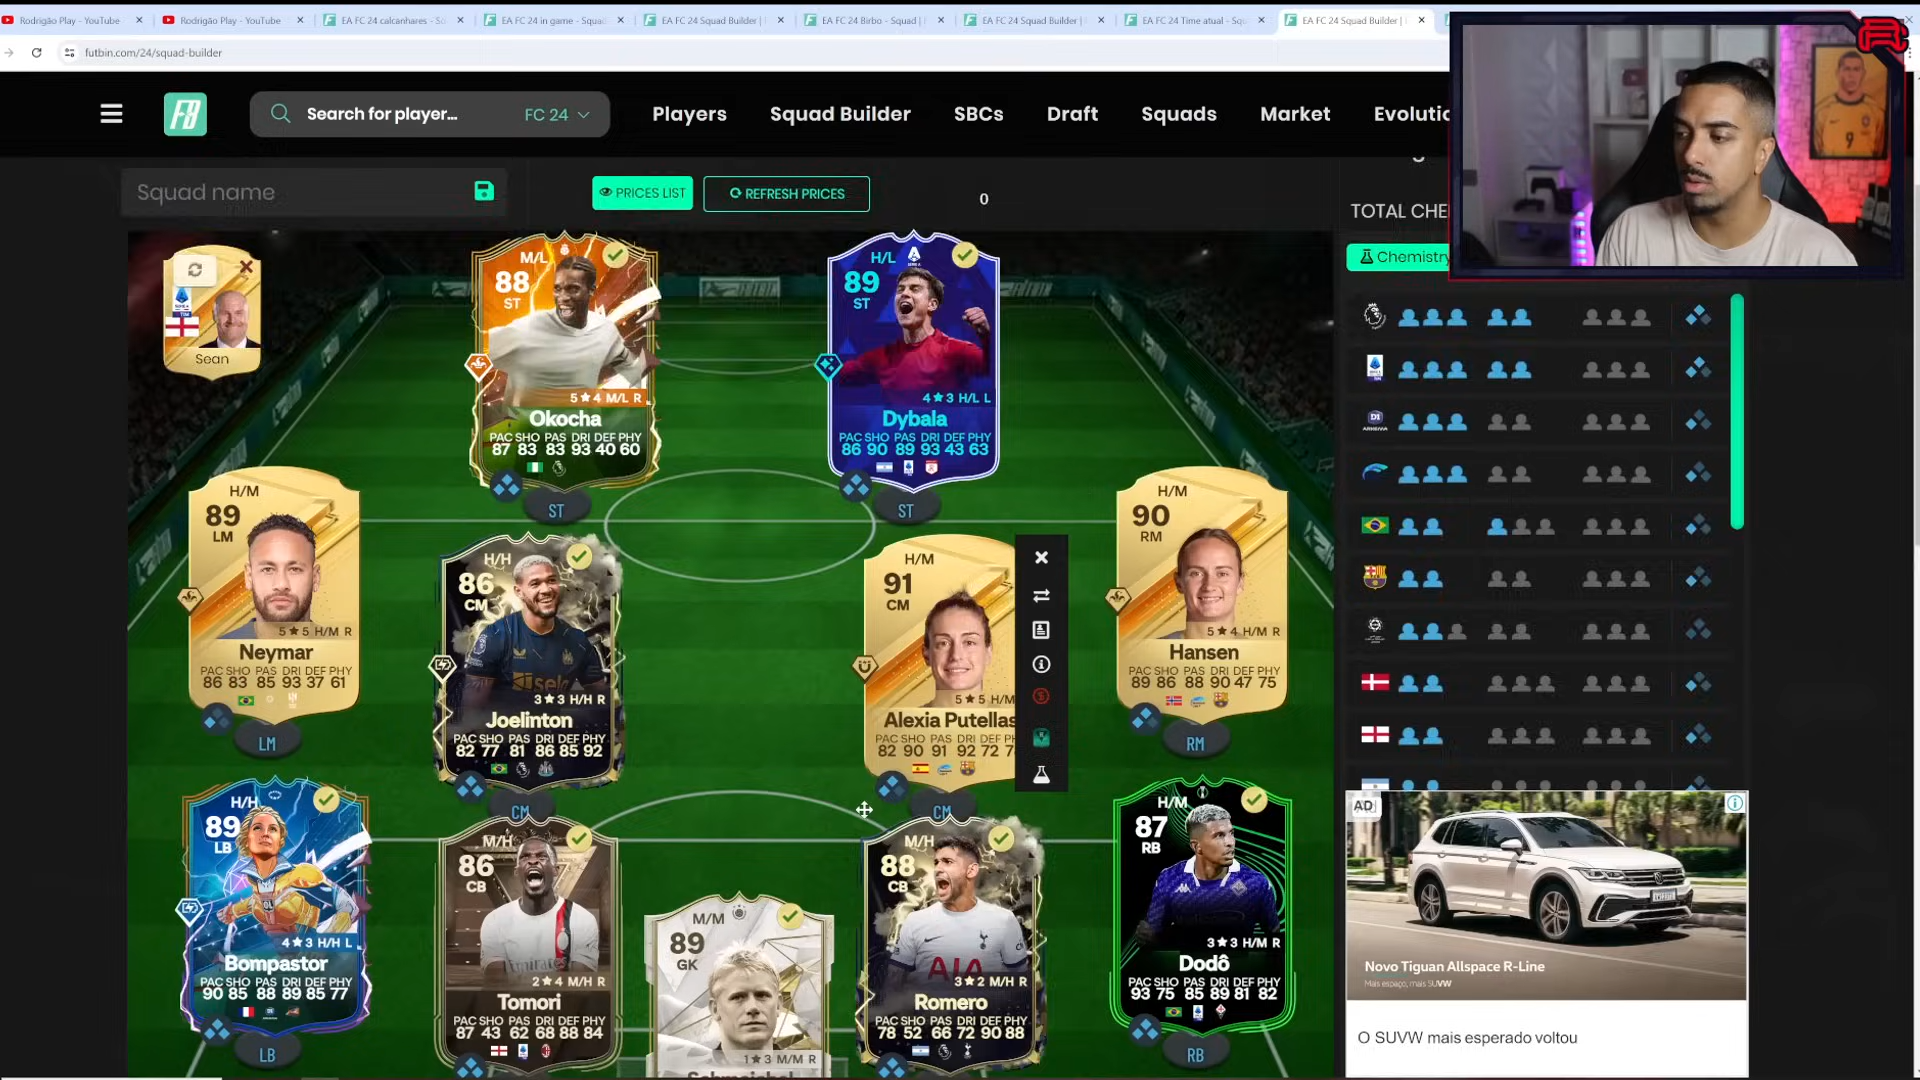 Rodrigão Play - YouTube
Rodrigão Play - YouTube
EA FC 24 calcanhares - Sq
EA FC 24 in game - Squad
EA FC 24 Squad Builder |
EA FC 24 Birbo - Squad |
EA FC 24 Squad Builder |
EA FC 24 Time atual - Squ
EA FC 24 Squad Builder |
futbin.com/24/squad-builder
FB
Search for player...
FC 24
Players
Squad Builder
SBCs
Draft
Squads
Market
Evolutio
9
Squad name
PRICES LIST
REFRESH PRICES
0
TOTAL CHE
Chemistry
Sean
M/L
88
ST
5★4 M/L R
Okocha
PAC SHO PAS DRI DEF PHY
87 83 83 93 40 60
ST
H/L
89
ST
4★3 H/L L
Dybala
PAC SHO PAS DRI DEF PHY
86 90 89 93 43 63
ST
H/M
89
LM
5★5 H/M R
Neymar
PAC SHO PAS DRI DEF PHY
86 83 85 93 37 61
LM
H/H
86
CM
3★3 H/H R
Joelinton
PAC SHO PAS DRI DEF PHY
82 77 81 86 85 92
CM
H/M
91
CM
5★5 H/M
Alexia Putellas
PAC SHO PAS DRI DEF
82 90 91 92 72
CM
H/M
90
RM
5★4 H/M R
Hansen
PAC SHO PAS DRI DEF PHY
89 86 88 90 47 75
RM
H/H
89
LB
4★3 H/H L
Bompastor
PAC SHO PAS DRI DEF PHY
90 85 88 89 85 77
LB
M/H
86
CB
2★4 M/H R
Tomori
PAC SHO PAS DRI DEF PHY
87 43 62 68 88 84
M/M
89
GK
1★3 M/M R
Schmeichel
M/H
88
CB
3★2 M/H R
Romero
PAC SHO PAS DRI DEF PHY
78 52 66 72 90 88
H/M
87
RB
3★3 H/M R
Dodô
PAC SHO PAS DRI DEF PHY
93 75 85 89 81 82
RB
AD
Novo Tiguan Allspace R-Line
Mais espaço, mais SUVW
O SUVW mais esperado voltou